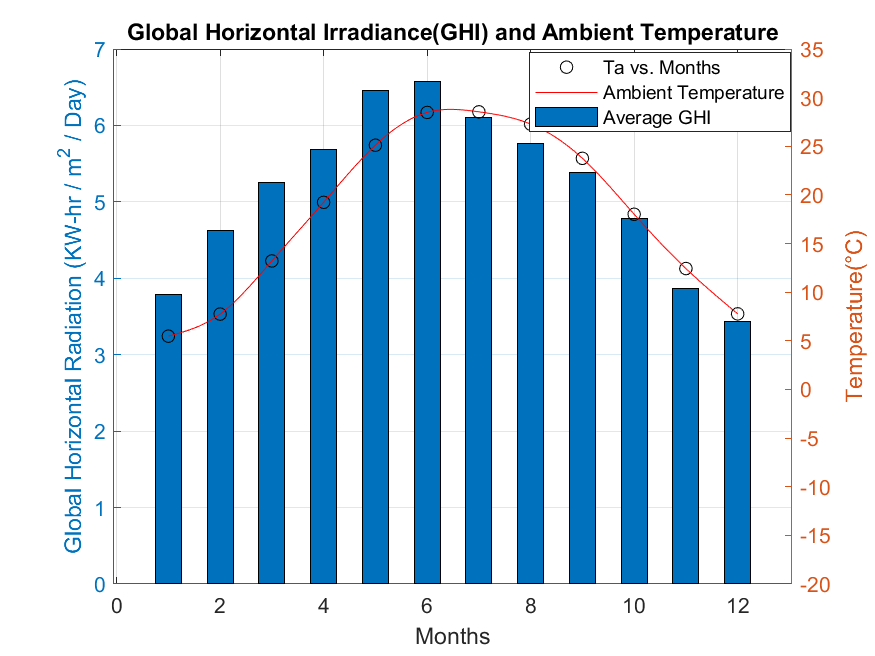 Global Horizontal Irradiance(GHI) and Ambient Temperature
Ta vs. Months
Ambient Temperature
Average GHI
Global Horizontal Radiation (KW-hr / m² / Day)
7
6
5
4
3
2
1
0
35
30
25
20
15
10
5
0
-5
-10
-15
-20
Temperature(°C)
0 2 4 6 8 10 12
Months